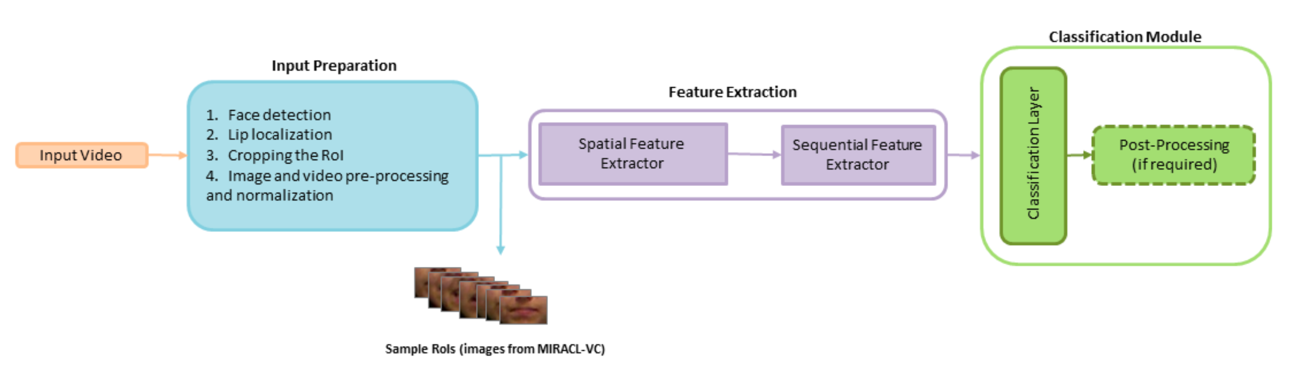 Classification Module
Input Preparation
Feature Extraction
Input Video
1. Face detection
2. Lip localization
3. Cropping the RoI
4. Image and video pre-processing
and normalization
Spatial Feature
Extractor
Sequential Feature
Extractor
Classification Layer
Post-Processing
(if required)
Sample RoIs (images from MIRACL-VC)